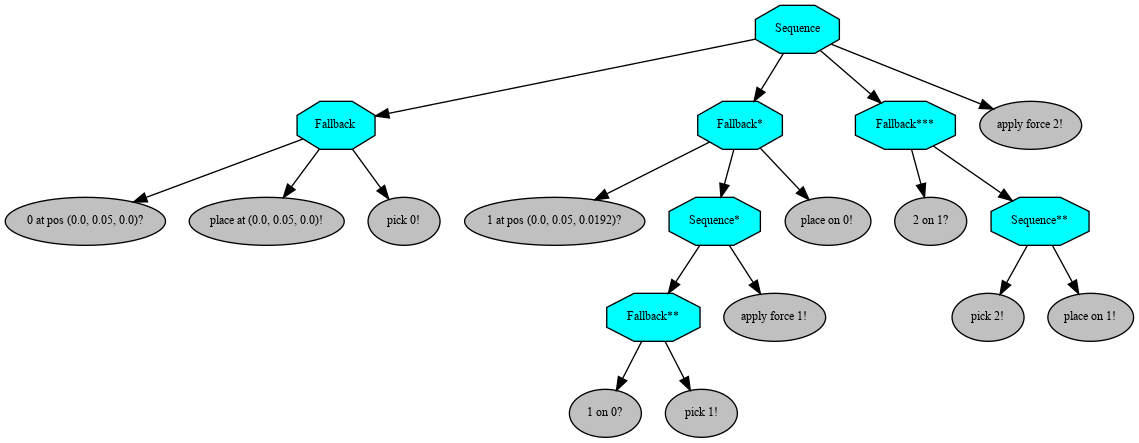 Sequence
Fallback
Fallback*
Fallback***
apply force 2!
0 at pos (0.0, 0.05, 0.0)?
place at (0.0, 0.05, 0.0)!
pick 0!
1 at pos (0.0, 0.05, 0.0192)?
Sequence*
place on 0!
2 on 1?
Sequence**
Fallback**
apply force 1!
pick 2!
place on 1!
1 on 0?
pick 1!